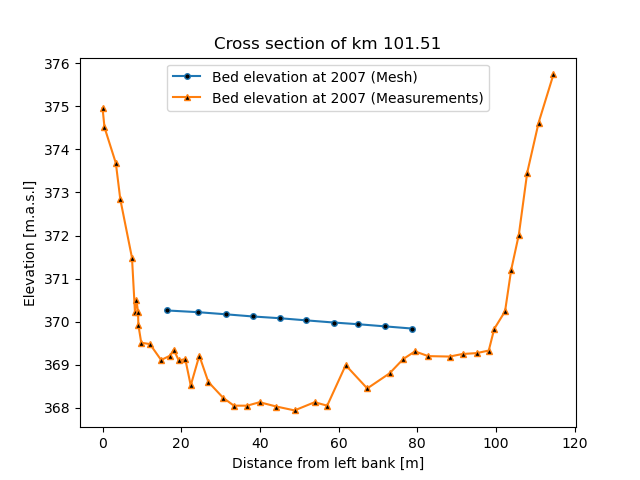 Cross section of km 101.51
Bed elevation at 2007 (Mesh)
Bed elevation at 2007 (Measurements)
Elevation [m.a.s.l]
376
375
374
373
372
371
370
369
368
0 20 40 60 80 100 120
Distance from left bank [m]